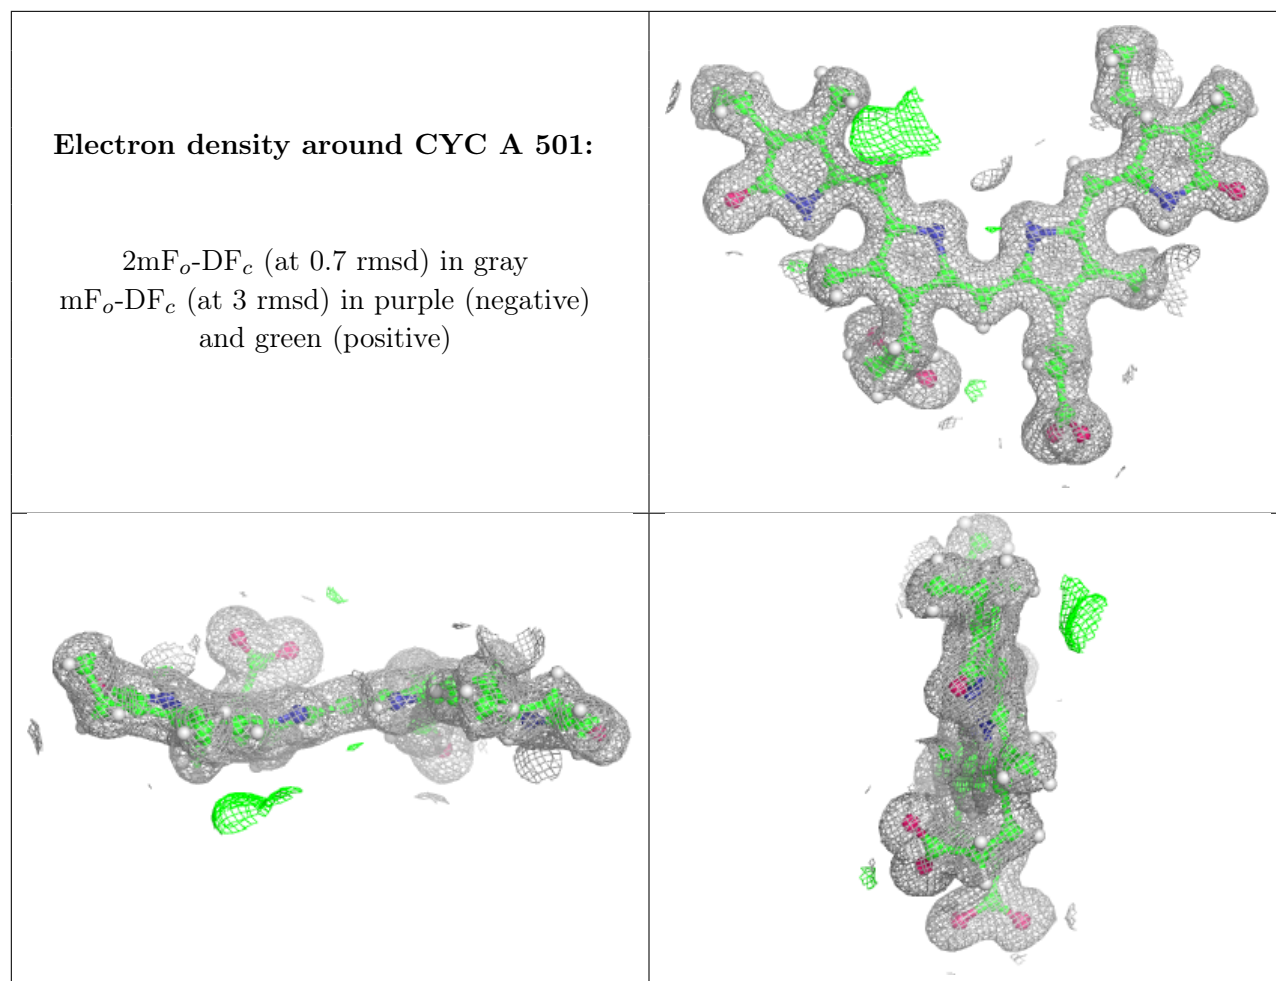 Electron density around CYC A 501:
2mFo-DFc (at 0.7 rmsd) in gray
mFo-DFc (at 3 rmsd) in purple (negative)
and green (positive)